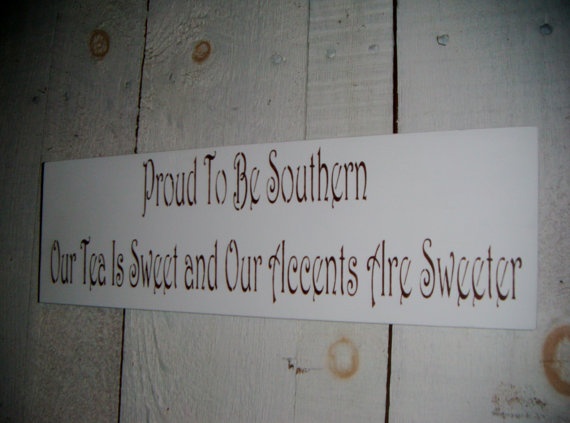 Proud To Be Southern
Our Tea Is Sweet and Our Accents Are Sweeter